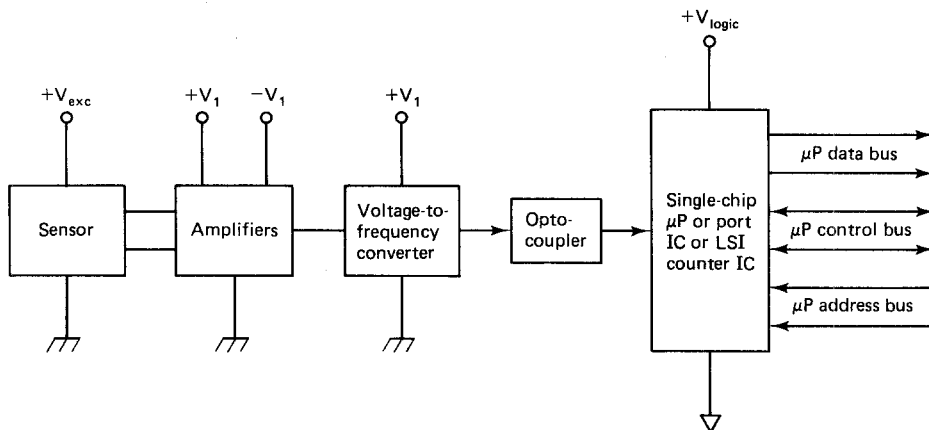 +V_logic
+V_exc
+V_1
−V_1
+V_1
Sensor
Amplifiers
Voltage-to-
frequency
converter
Opto-
coupler
Single-chip
μP or port
IC or LSI
counter IC
μP data bus
μP control bus
μP address bus